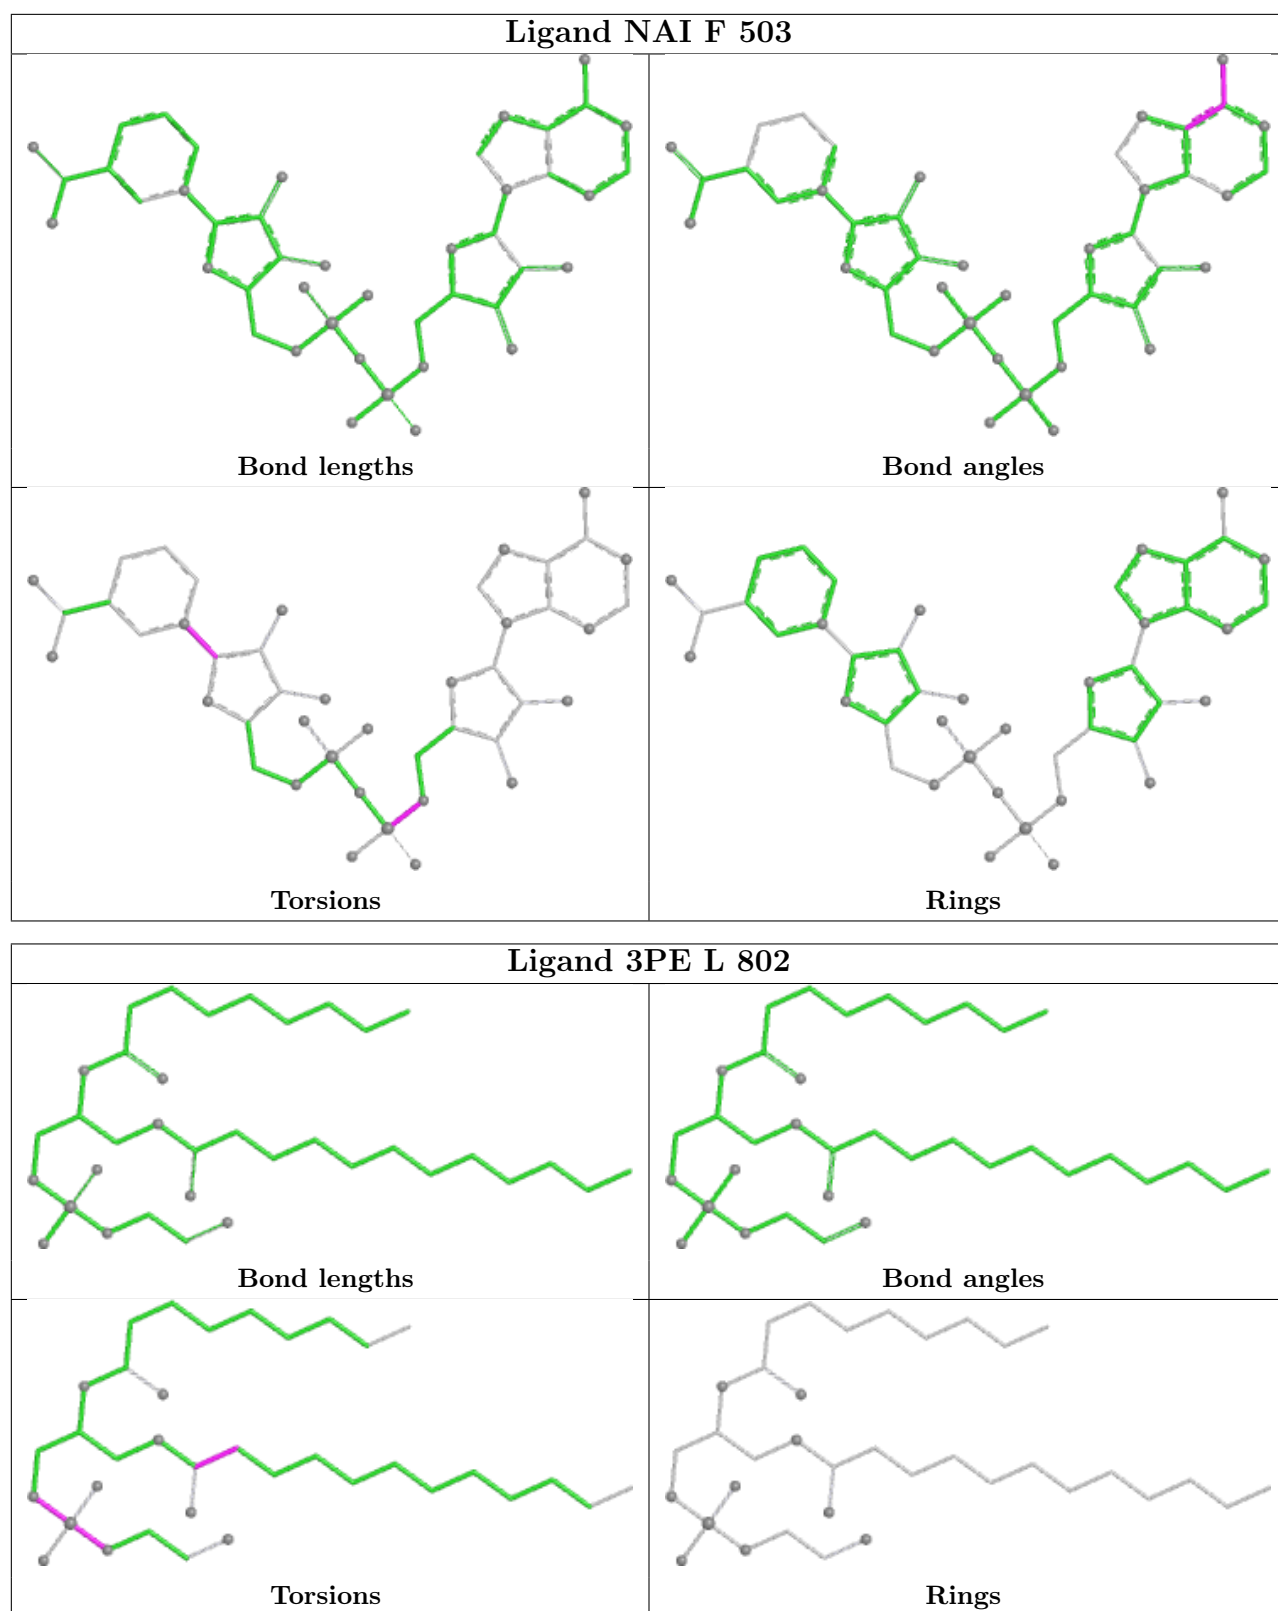 Ligand NAI F 503
Bond lengths
Bond angles
Torsions
Rings
Ligand 3PE L 802
Bond lengths
Bond angles
Torsions
Rings